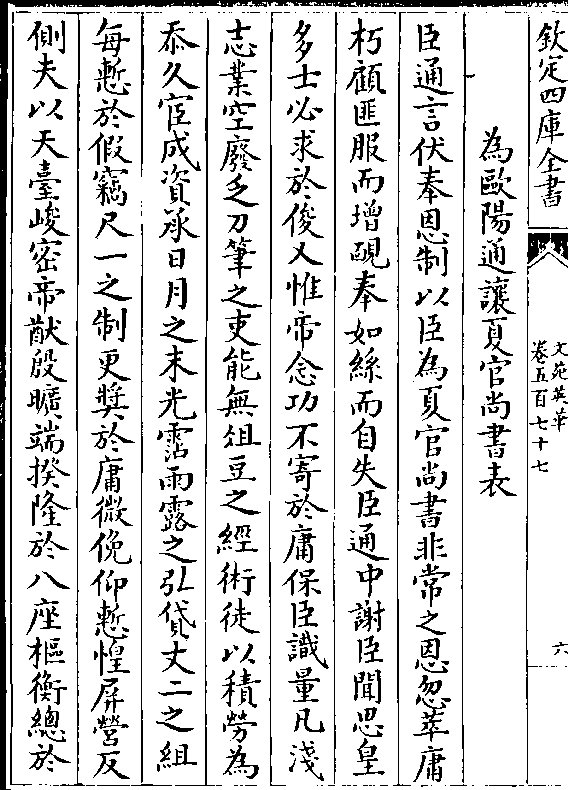 欽定四庫全書
文苑英華
卷五百七十七
六
為歐陽通讓夏官尚書表
臣通言伏奉恩制以臣為夏官尚書非常之恩忽萃庸
朽顧匪服而增靦奉如絲而自失臣通中謝臣聞思皇
多士必求於俊乂惟帝念功不寄於庸保臣識量凡淺
志業空廢乏刀筆之吏能無俎豆之經術徒以積勞為
忝久宦成資承日月之末光霑雨露之弘貸丈二之組
每慙於假竊尺一之制更奬於庸微俛仰慙惶屏營反
側夫以天臺峻密帝猷殷曠端揆隆於八座樞衡總於